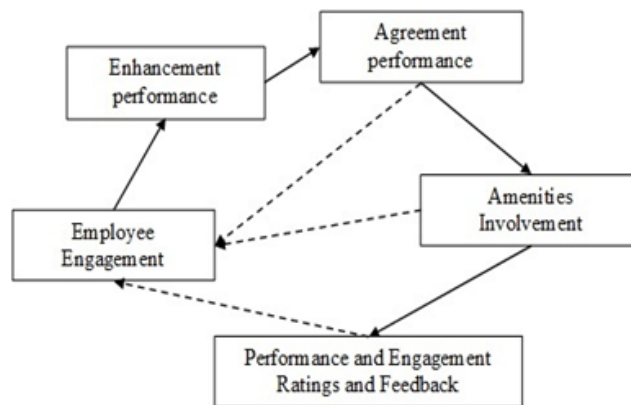 Agreement
performance
Enhancement
performance
Amenities
Involvement
Employee
Engagement
Performance and Engagement
Ratings and Feedback